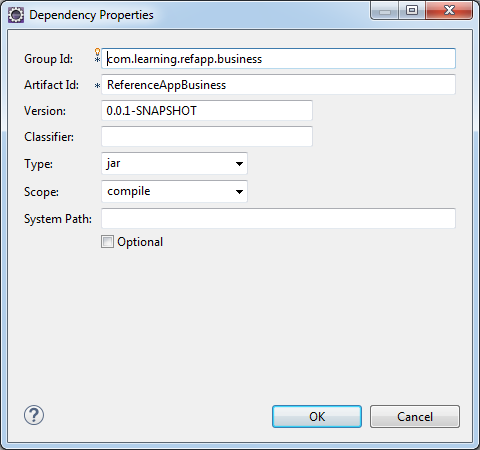 Dependency Properties
Group Id: * com.learning.refapp.business
Artifact Id: * ReferenceAppBusiness
Version: 0.0.1-SNAPSHOT
Classifier:
Type: jar
Scope: compile
System Path:
Optional
? OK Cancel